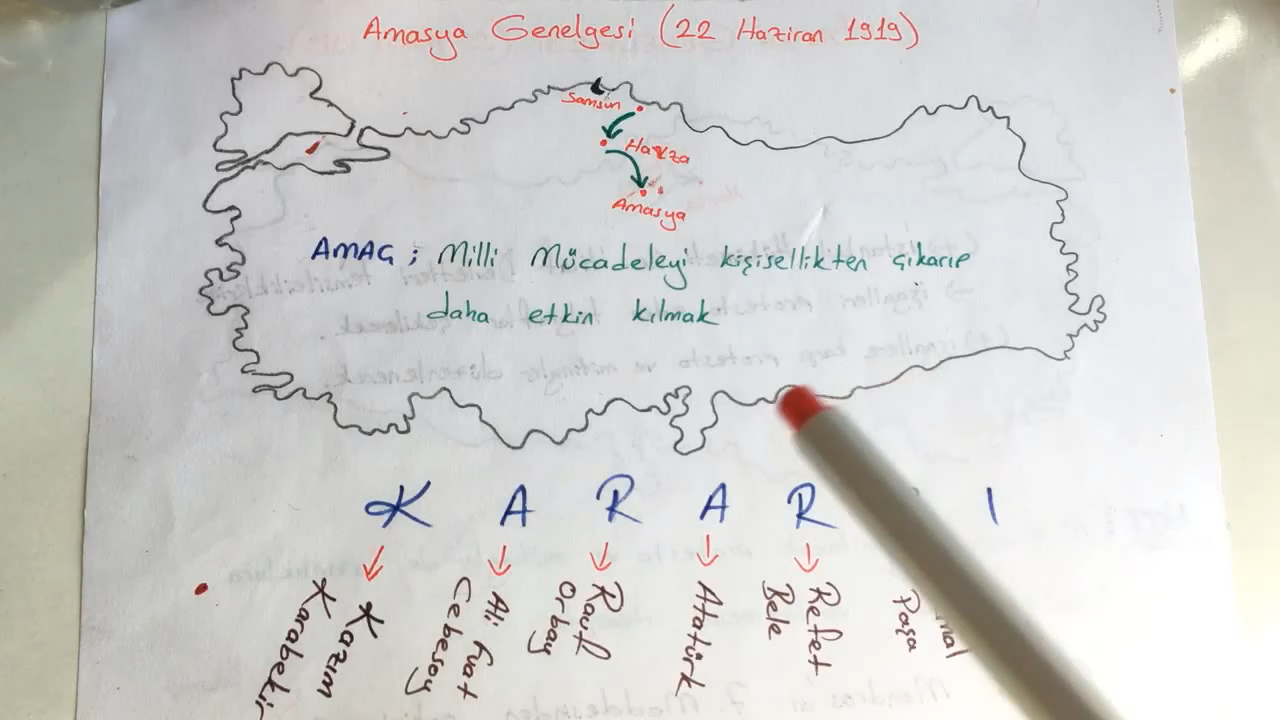 Amasya Genelgesi (22 Haziran 1919)
Samsun
Havza
Amasya
AMAÇ; Milli Mücadeleyi kişisellikten çıkarıp
daha etkin kılmak
K A R A R I
Kazım
Karabekir
Ali Fuat
Cebesoy
Rauf
Orbay
Atatürk
Refet
Bele
Paşa